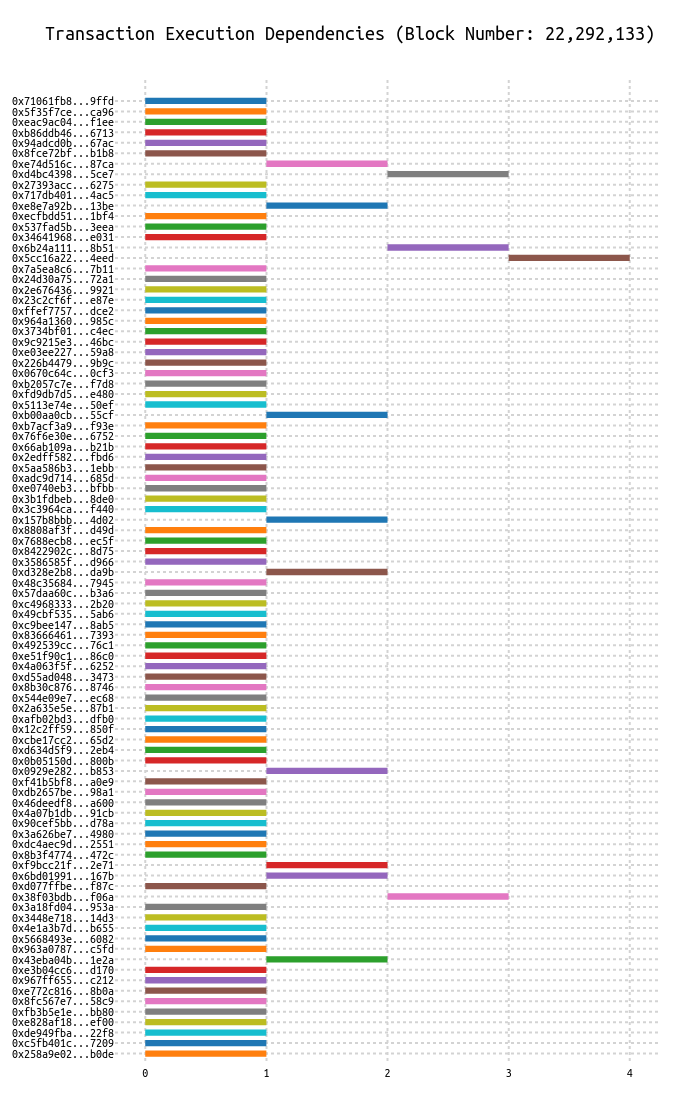 Transaction Execution Dependencies (Block Number: 22,292,133)
0x71061fb8...9ffd
0x5f35f7ce...ca96
0xeac9ac04...f1ee
0xb86ddb46...6713
0x94adcd0b...67ac
0x8fce72bf...b1b8
0xe74d516c...87ca
0xd4bc4398...5ce7
0x27393acc...6275
0x717db401...4ac5
0xe8e7a92b...13be
0xecfbdd51...1bf4
0x537fad5b...3eea
0x34641968...e031
0x6b24a111...8b51
0x5cc16a22...4eed
0x7a5ea8c6...7b11
0x24d30a75...72a1
0x2e676436...9921
0x23c2cf6f...e87e
0xffef7757...dce2
0x964a1360...985c
0x3734bf01...c4ec
0x9c9215e3...46bc
0xe03ee227...59a8
0x226b4479...9b9c
0x0670c64c...0cf3
0xb2057c7e...f7d8
0xfd9db7d5...e480
0x5113e74e...50ef
0xb00aa0cb...55cf
0xb7acf3a9...f93e
0x76f6e30e...6752
0x66ab109a...b21b
0x2edff582...fbd6
0x5aa586b3...1ebb
0xadc9d714...685d
0xe0740eb3...bfbb
0x3b1fdbeb...8de0
0x3c3964ca...f440
0x157b8bbb...4d02
0x8808af3f...d49d
0x7688ecb8...ec5f
0x8422902c...8d75
0x3586585f...d966
0xd328e2b8...da9b
0x48c35684...7945
0x57daa60c...b3a6
0xc4968333...2b20
0x49cbf535...5ab6
0xc9bee147...8ab5
0x83666461...7393
0x492539cc...76c1
0xe51f90c1...86c0
0x4a063f5f...6252
0xd55ad048...3473
0x8b30c876...8746
0x544e09e7...ec68
0x2a635e5e...87b1
0xafb02bd3...dfb0
0x12c2ff59...850f
0xcbe17cc2...65d2
0xd634d5f9...2eb4
0x0b05150d...800b
0x0929e282...b853
0xf41b5bf8...a0e9
0xdb2657be...98a1
0x46deedf8...a600
0x4a07b1db...91cb
0x90cef5bb...d78a
0x3a626be7...4980
0xdc4aec9d...2551
0x8b3f4774...472c
0xf9bcc21f...2e71
0x6bd01991...167b
0xd077ffbe...f87c
0x38f03bdb...f06a
0x3a18fd04...953a
0x3448e718...14d3
0x4e1a3b7d...b655
0x5668493e...6082
0x963a0787...c5fd
0x43eba04b...1e2a
0xe3b04cc6...d170
0x967ff655...c212
0xe772c816...8b0a
0x8fc567e7...58c9
0xfb3b5e1e...bb80
0xe828af18...ef00
0xde949fba...22f8
0xc5fb401c...7209
0x258a9e02...b0de
0 1 2 3 4